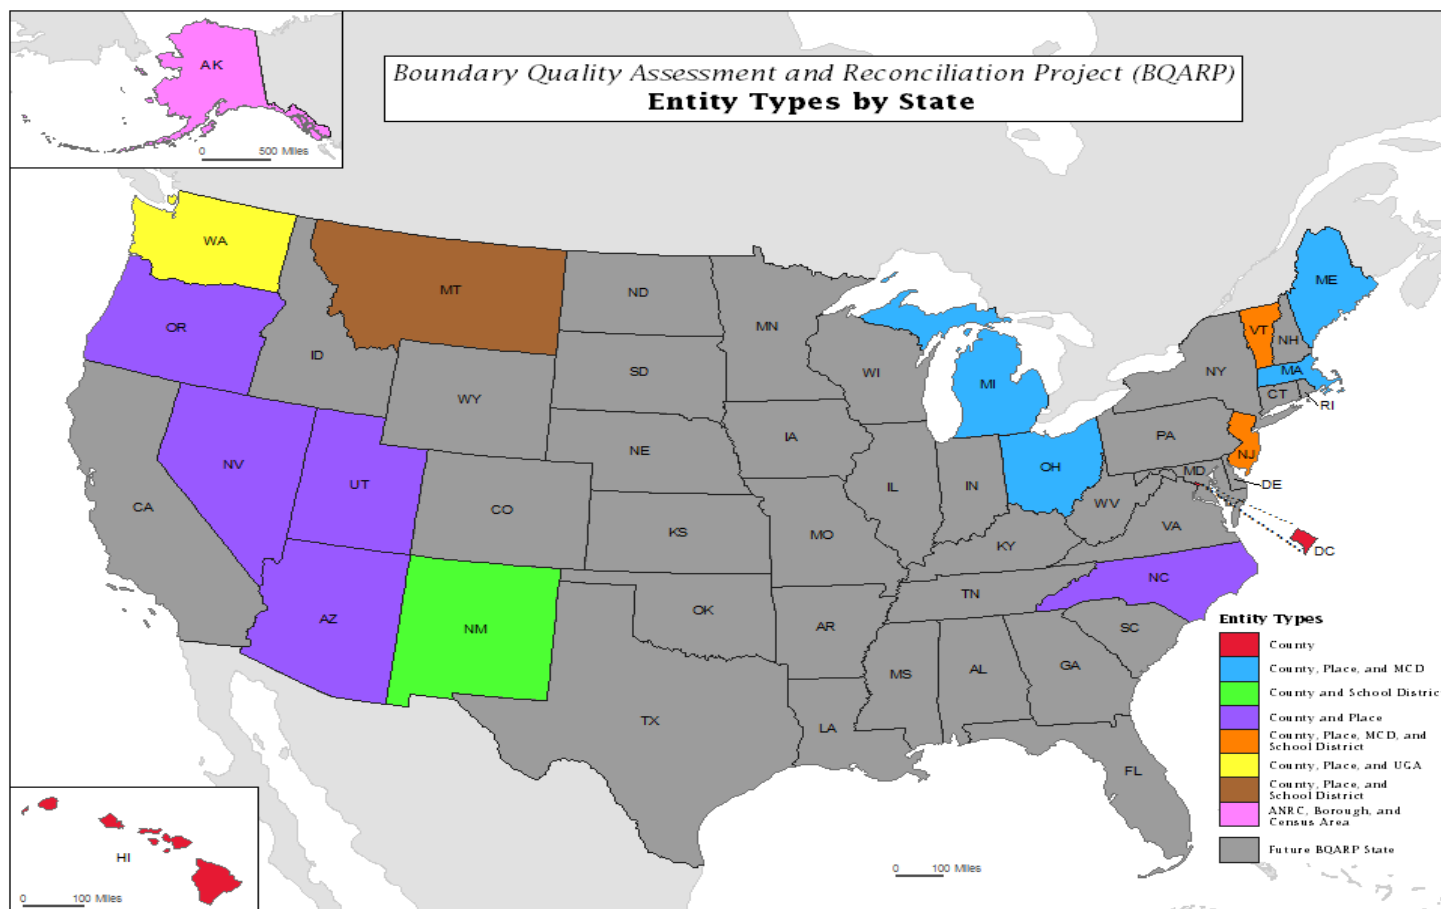 AK
0 500 Miles
Boundary Quality Assessment and Reconciliation Project (BQARP)
Entity Types by State
WA
MT
ND
MN
ME
OR
ID
SD
WI
MI
VT
NH
NY
MA
CT
RI
WY
IA
NE
PA
NJ
NV
UT
CO
IL
IN
OH
MD
DE
CA
KS
MO
WV
VA
KY
DC
NC
AZ
NM
OK
AR
TN
SC
MS
AL
GA
TX
LA
FL
Entity Types
County
County, Place, and MCD
County and School Distric
County and Place
County, Place, MCD, and
School District
County, Place, and UGA
County, Place, and
School District
ANRC, Borough, and
Census Area
Future BQARP State
HI
0 100 Miles
0 100 Miles